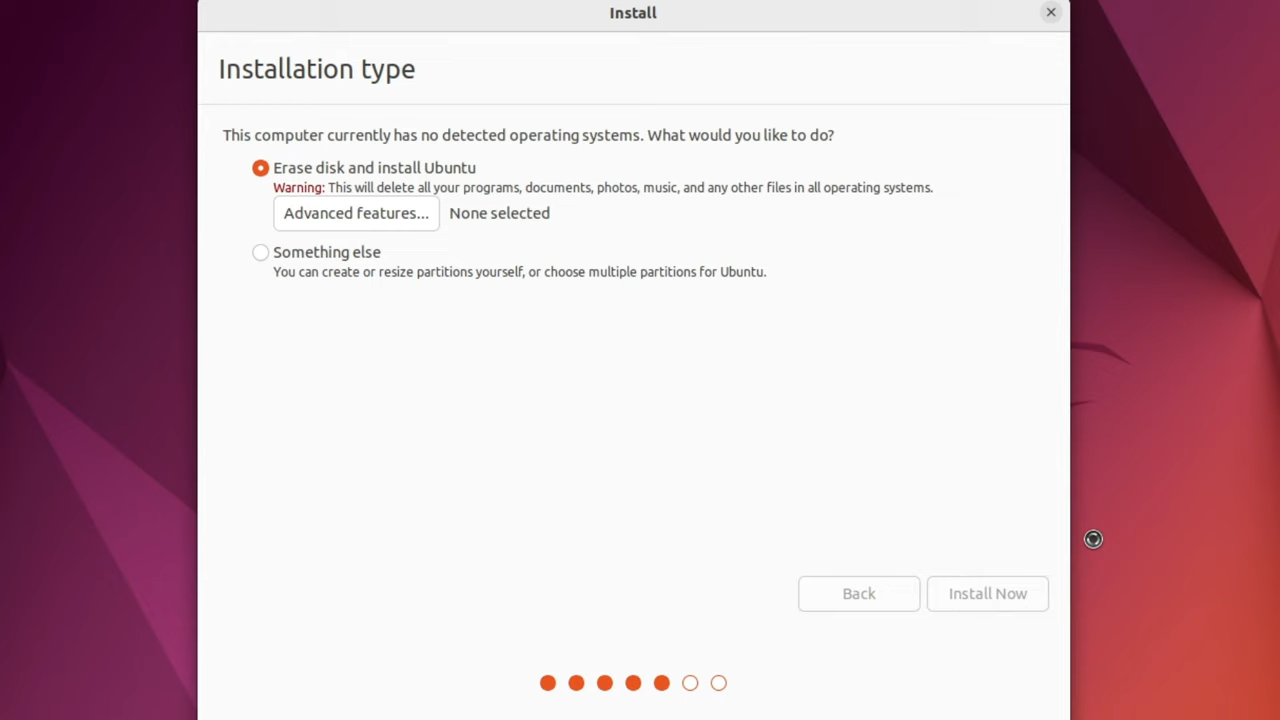 Install
Installation type
This computer currently has no detected operating systems. What would you like to do?
Erase disk and install Ubuntu
Warning: This will delete all your programs, documents, photos, music, and any other files in all operating systems.
Advanced features... None selected
Something else
You can create or resize partitions yourself, or choose multiple partitions for Ubuntu.
Back Install Now